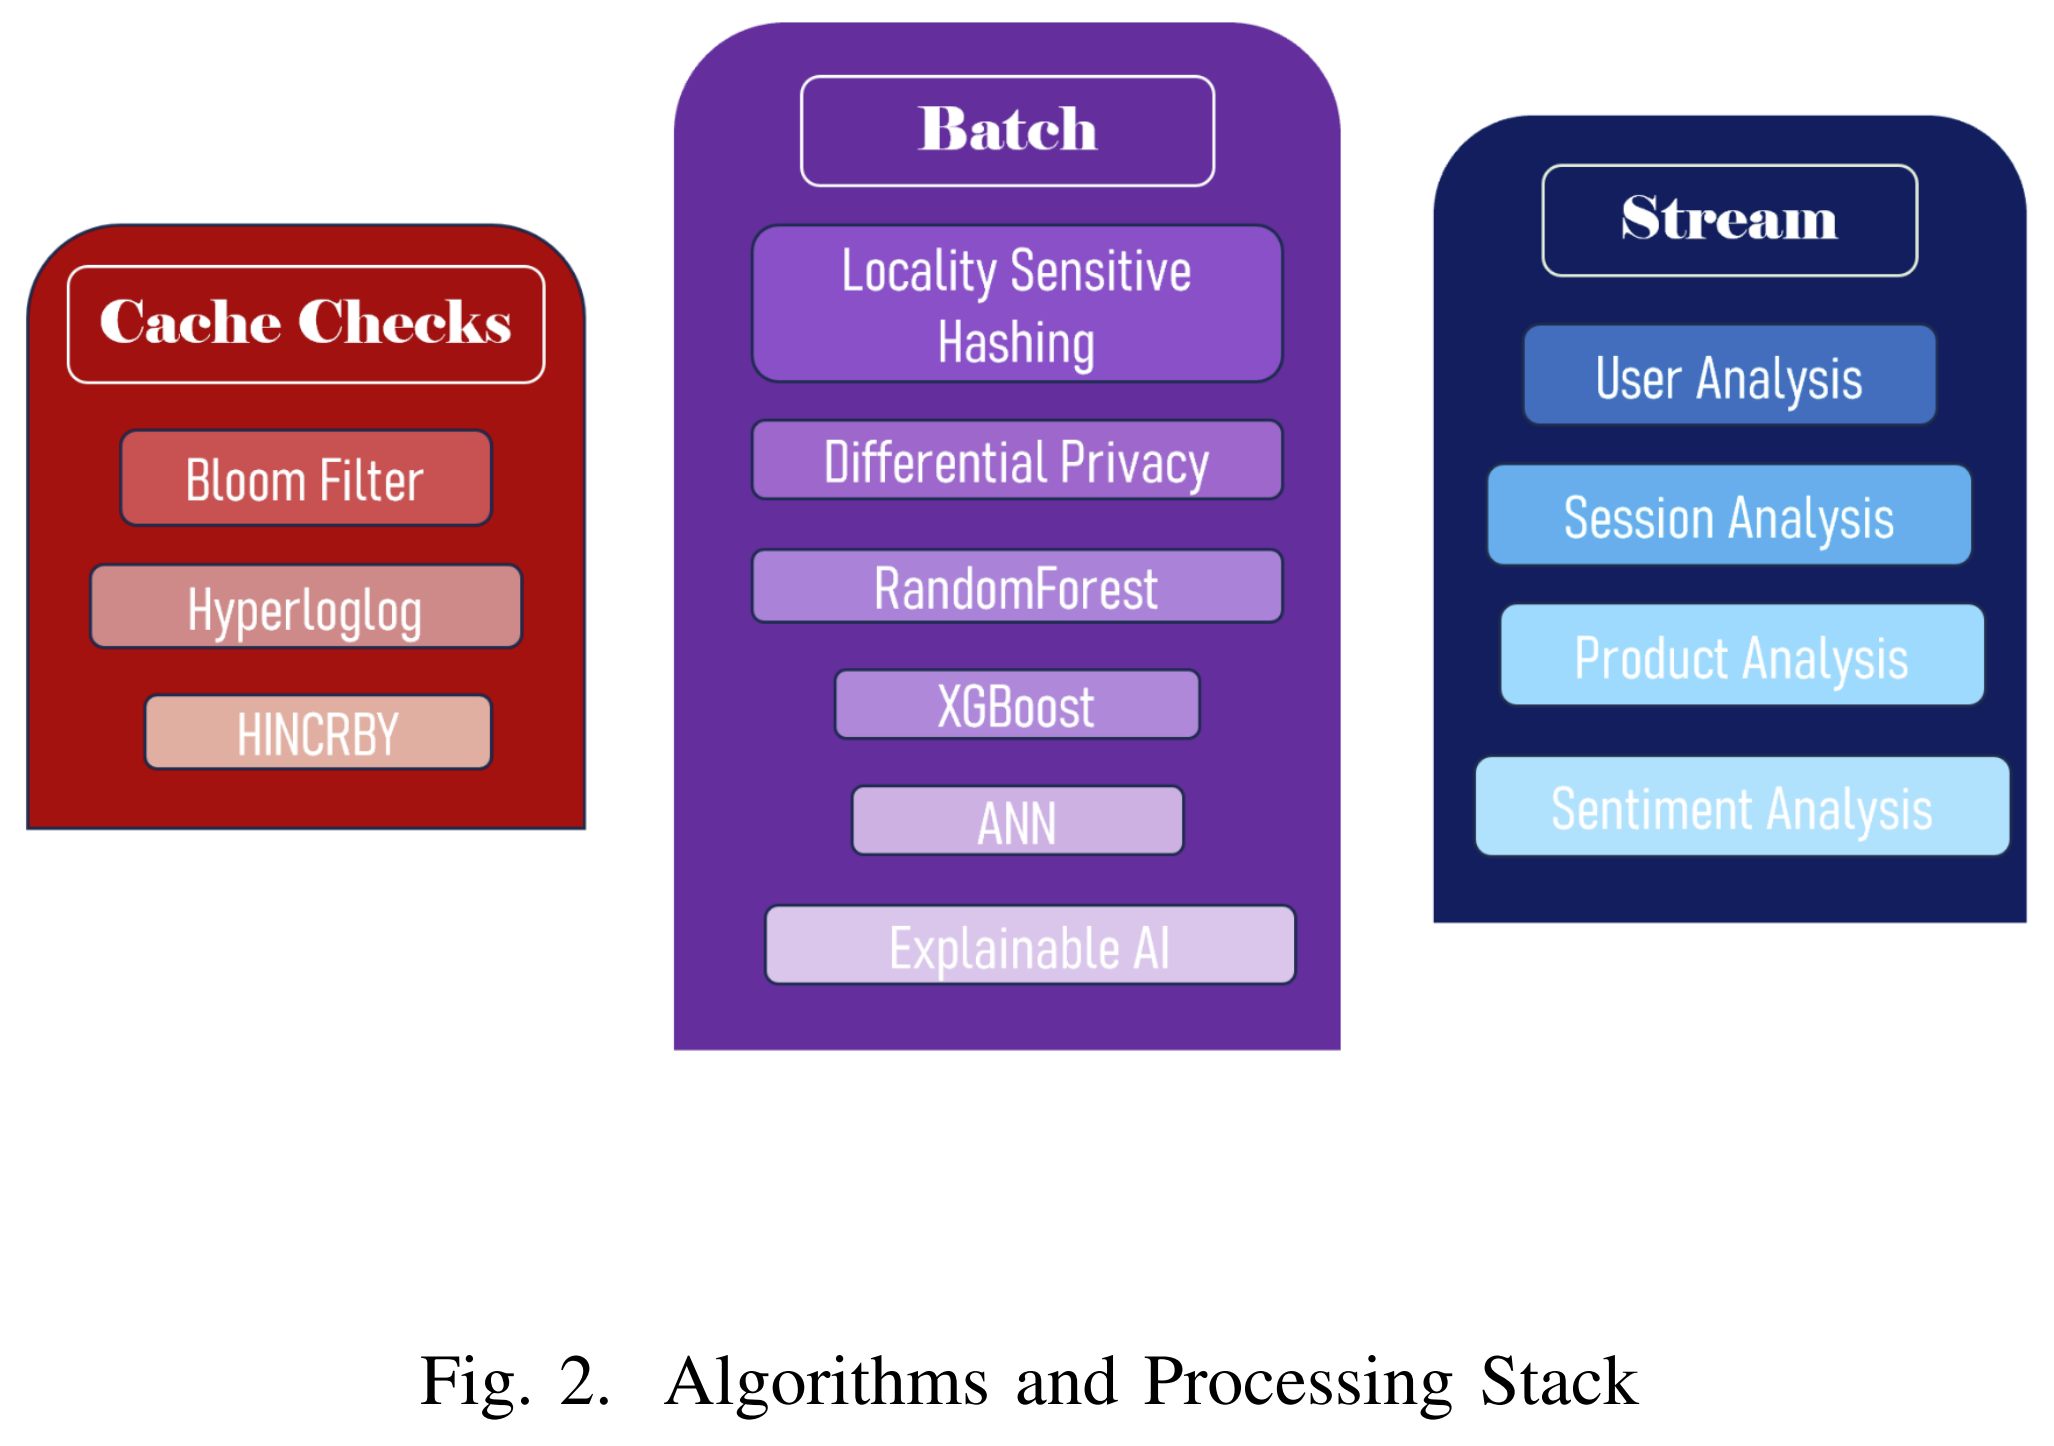 Cache Checks
Bloom Filter
Hyperloglog
HINCRBY
Batch
Locality Sensitive
Hashing
Differential Privacy
RandomForest
XGBoost
ANN
Explainable AI
Stream
User Analysis
Session Analysis
Product Analysis
Sentiment Analysis
Fig. 2. Algorithms and Processing Stack